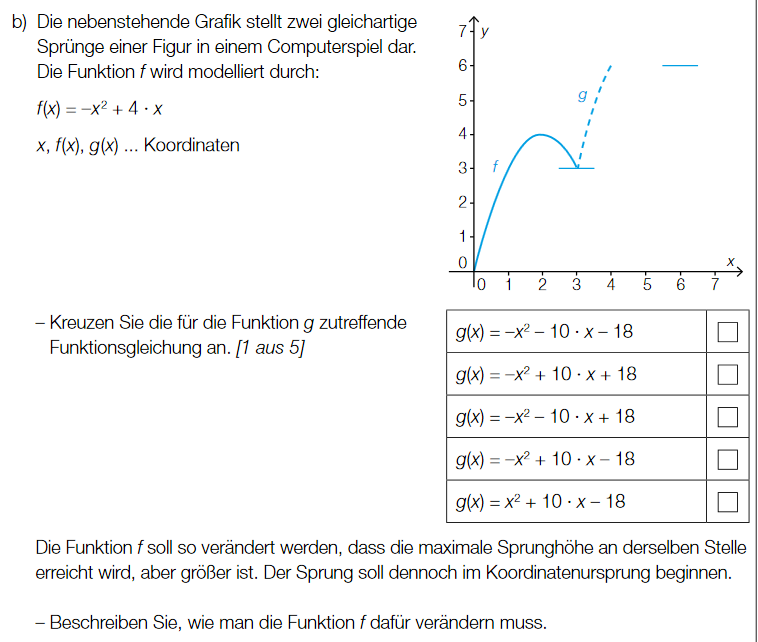 b) Die nebenstehende Grafik stellt zwei gleichartige
Sprünge einer Figur in einem Computerspiel dar.
Die Funktion f wird modelliert durch:
f(x) = –x² + 4 · x
x, f(x), g(x) ... Koordinaten
7
y
6
g
5
4
3
f
2
1
0
x
0 1 2 3 4 5 6 7
– Kreuzen Sie die für die Funktion g zutreffende
Funktionsgleichung an. [1 aus 5]
g(x) = –x² – 10 · x – 18
g(x) = –x² + 10 · x + 18
g(x) = –x² – 10 · x + 18
g(x) = –x² + 10 · x – 18
g(x) = x² + 10 · x – 18
Die Funktion f soll so verändert werden, dass die maximale Sprunghöhe an derselben Stelle
erreicht wird, aber größer ist. Der Sprung soll dennoch im Koordinatenursprung beginnen.
– Beschreiben Sie, wie man die Funktion f dafür verändern muss.